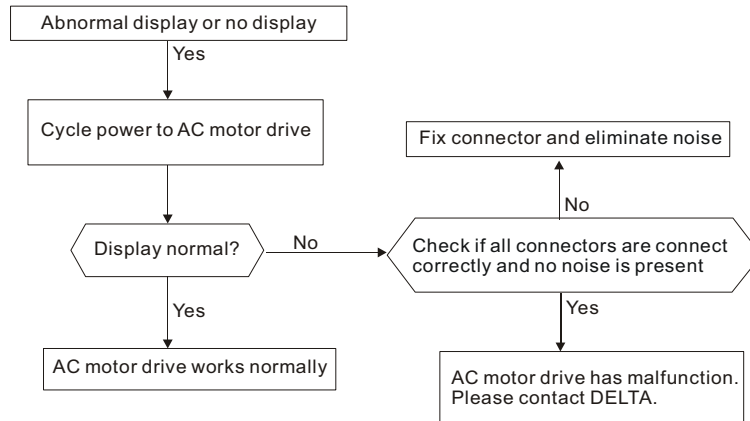 Abnormal display or no display
Yes
Cycle power to AC motor drive
Fix connector and eliminate noise
No
Display normal?
No
Check if all connectors are connect
correctly and no noise is present
Yes
Yes
AC motor drive works normally
AC motor drive has malfunction.
Please contact DELTA.